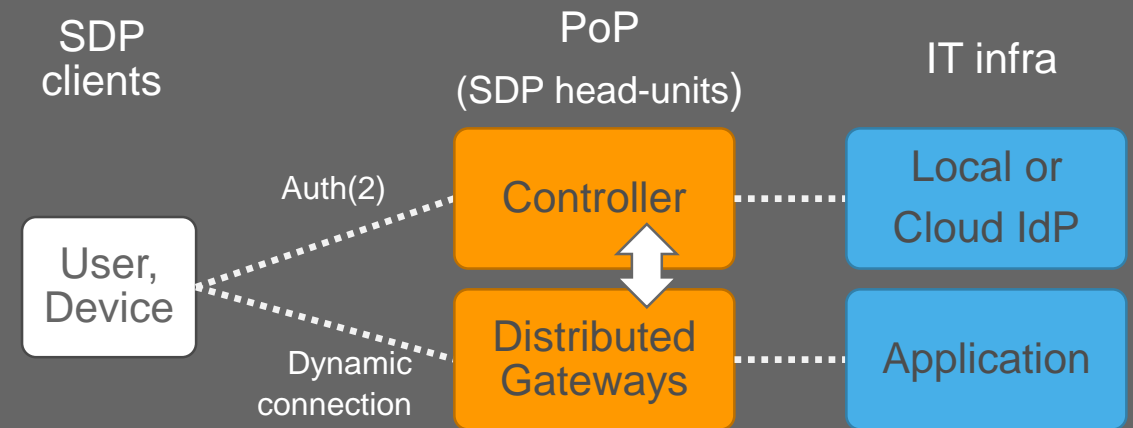 SDP
clients
PoP
(SDP head-units)
IT infra
Auth(2)
Controller
Local or
Cloud IdP
User,
Device
Distributed
Gateways
Application
Dynamic
connection